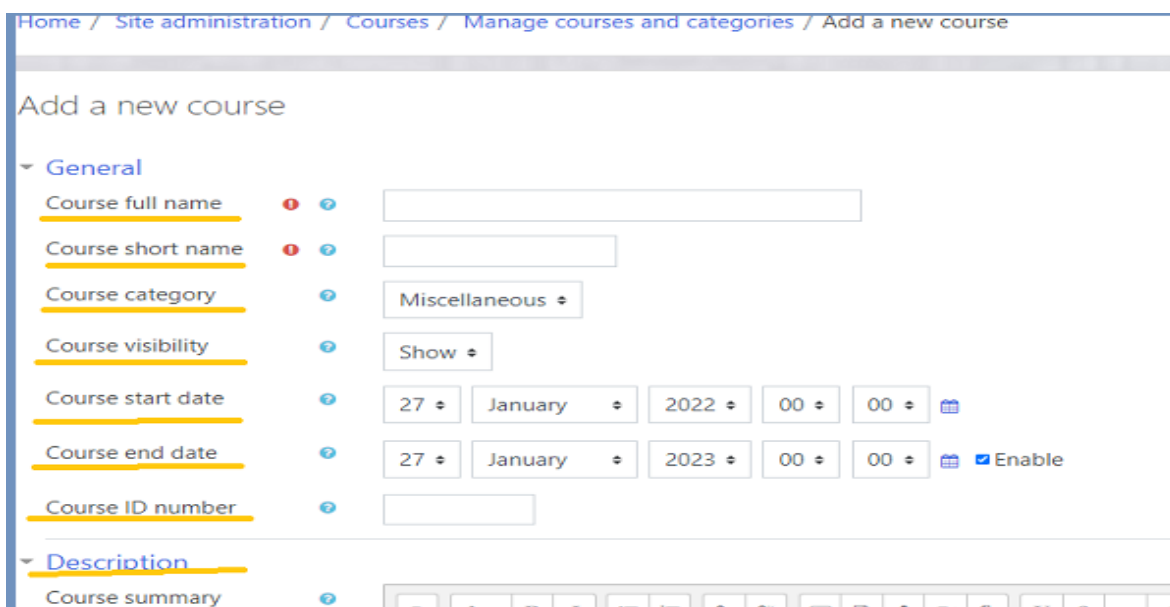 Home / Site administration / Courses / Manage courses and categories / Add a new course
Add a new course
General
Course full name
Course short name
Course category Miscellaneous
Course visibility Show
Course start date 27 January 2022 00 00
Course end date 27 January 2023 00 00 Enable
Course ID number
Description
Course summary